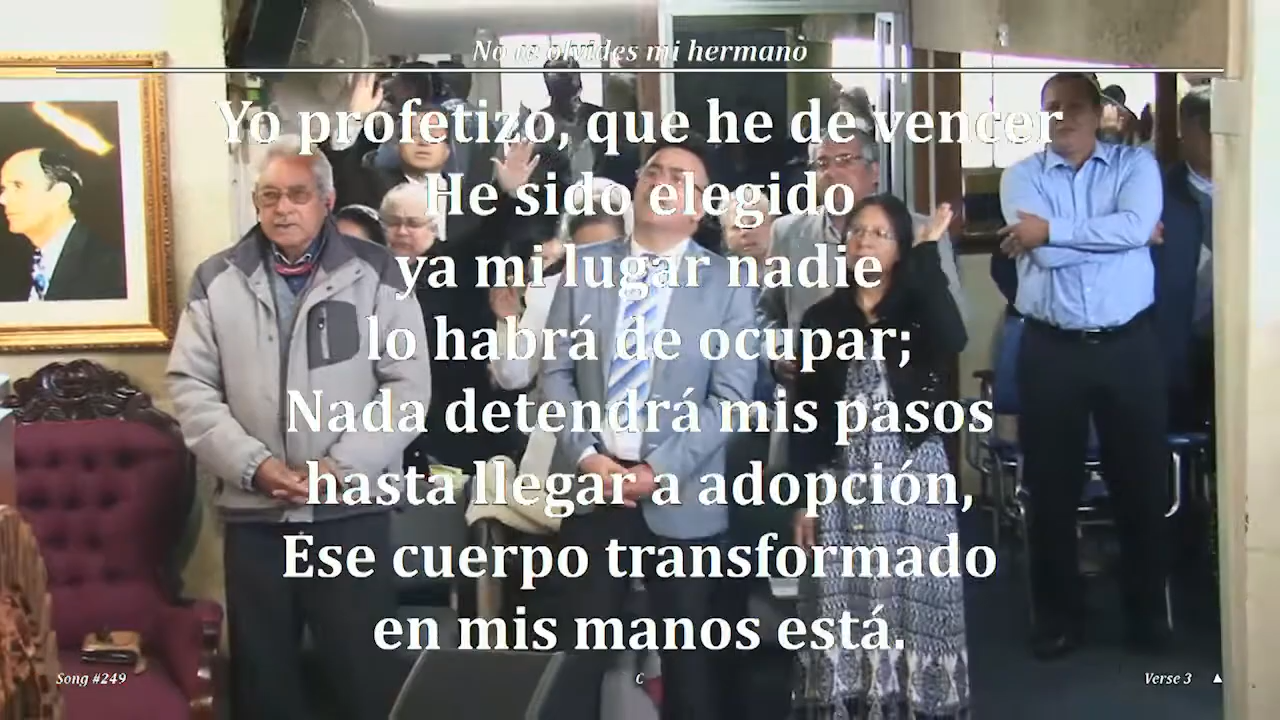 No te olvides mi hermano
Yo profetizo, que he de vencer
He sido elegido
ya mi lugar nadie
lo habrá de ocupar;
Nada detendrá mis pasos
hasta llegar a adopción,
Ese cuerpo transformado
en mis manos está.
Song #249
C
Verse 3 ▲